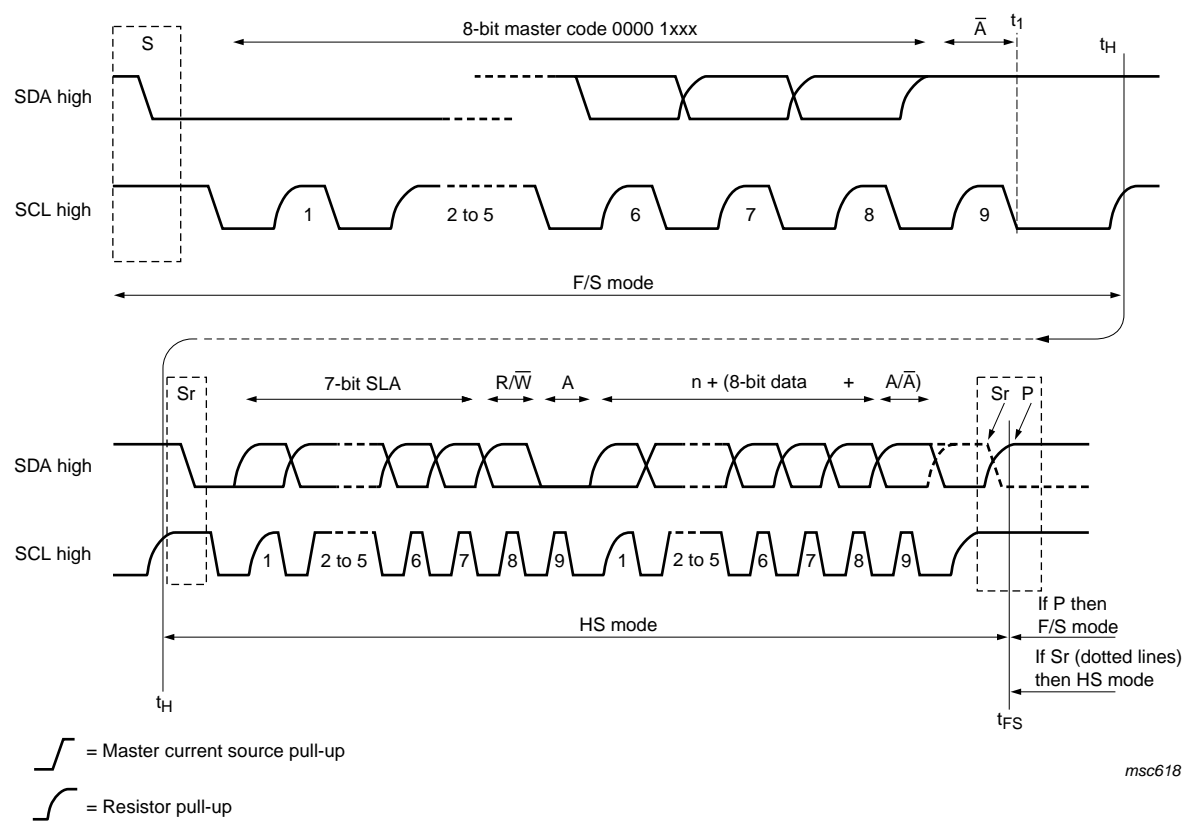 S
8-bit master code 0000 1xxx
A̅
t1
tH
SDA high
SCL high
1
2 to 5
6
7
8
9
F/S mode
Sr
7-bit SLA
R/W̅
A
n + (8-bit data + A/A̅)
Sr P
SDA high
SCL high
1
2 to 5
6
7
8
9
1
2 to 5
6
7
8
9
If P then
F/S mode
HS mode
If Sr (dotted lines)
then HS mode
tH
tFS
= Master current source pull-up
msc618
= Resistor pull-up